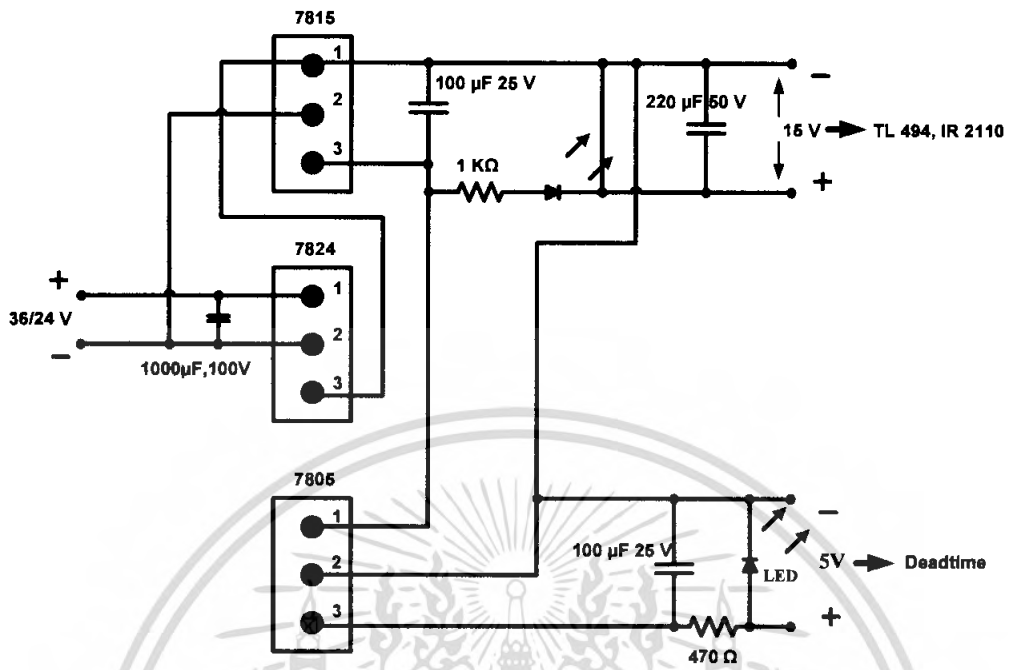 7815
1
2
3
100 µF 25 V
220 µF 50 V
15 V
TL 494, IR 2110
−
+
1 KΩ
7824
+
36/24 V
−
1000µF,100V
1
2
3
7805
1
2
3
100 µF 25 V
LED
−
5V
Deadtime
+
470 Ω